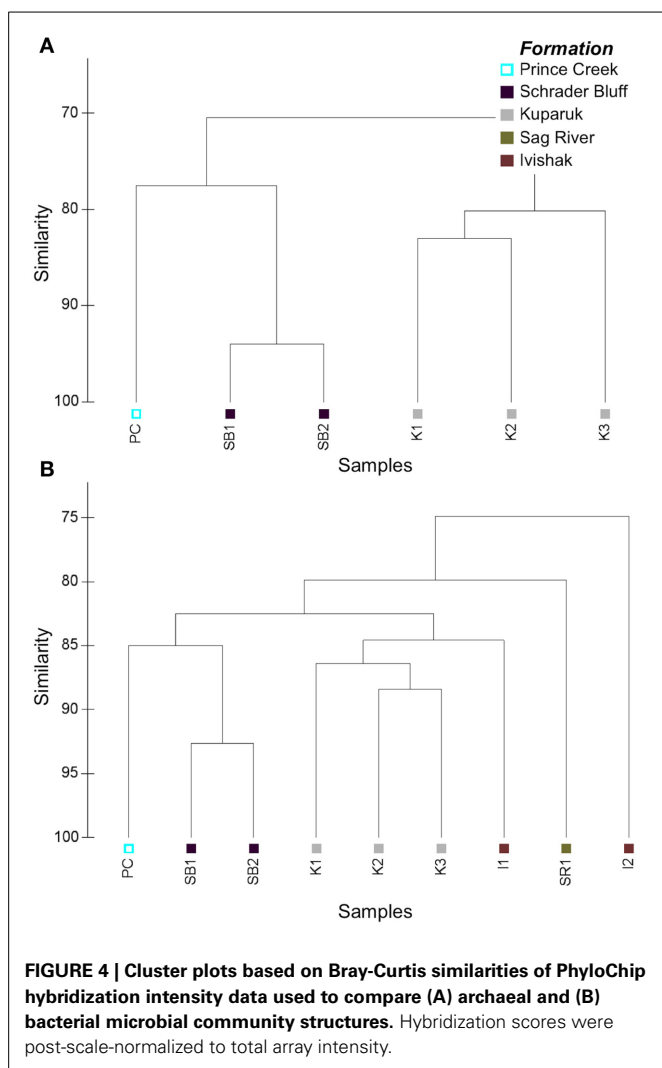 A
Formation
Prince Creek
Schrader Bluff
Kuparuk
Sag River
Ivishak
70
80
90
100
Similarity
PC
SB1
SB2
K1
K2
K3
Samples
B
75
80
85
90
95
100
Similarity
PC
SB1
SB2
K1
K2
K3
I1
SR1
I2
Samples
FIGURE 4 | Cluster plots based on Bray-Curtis similarities of PhyloChip
hybridization intensity data used to compare (A) archaeal and (B)
bacterial microbial community structures. Hybridization scores were
post-scale-normalized to total array intensity.